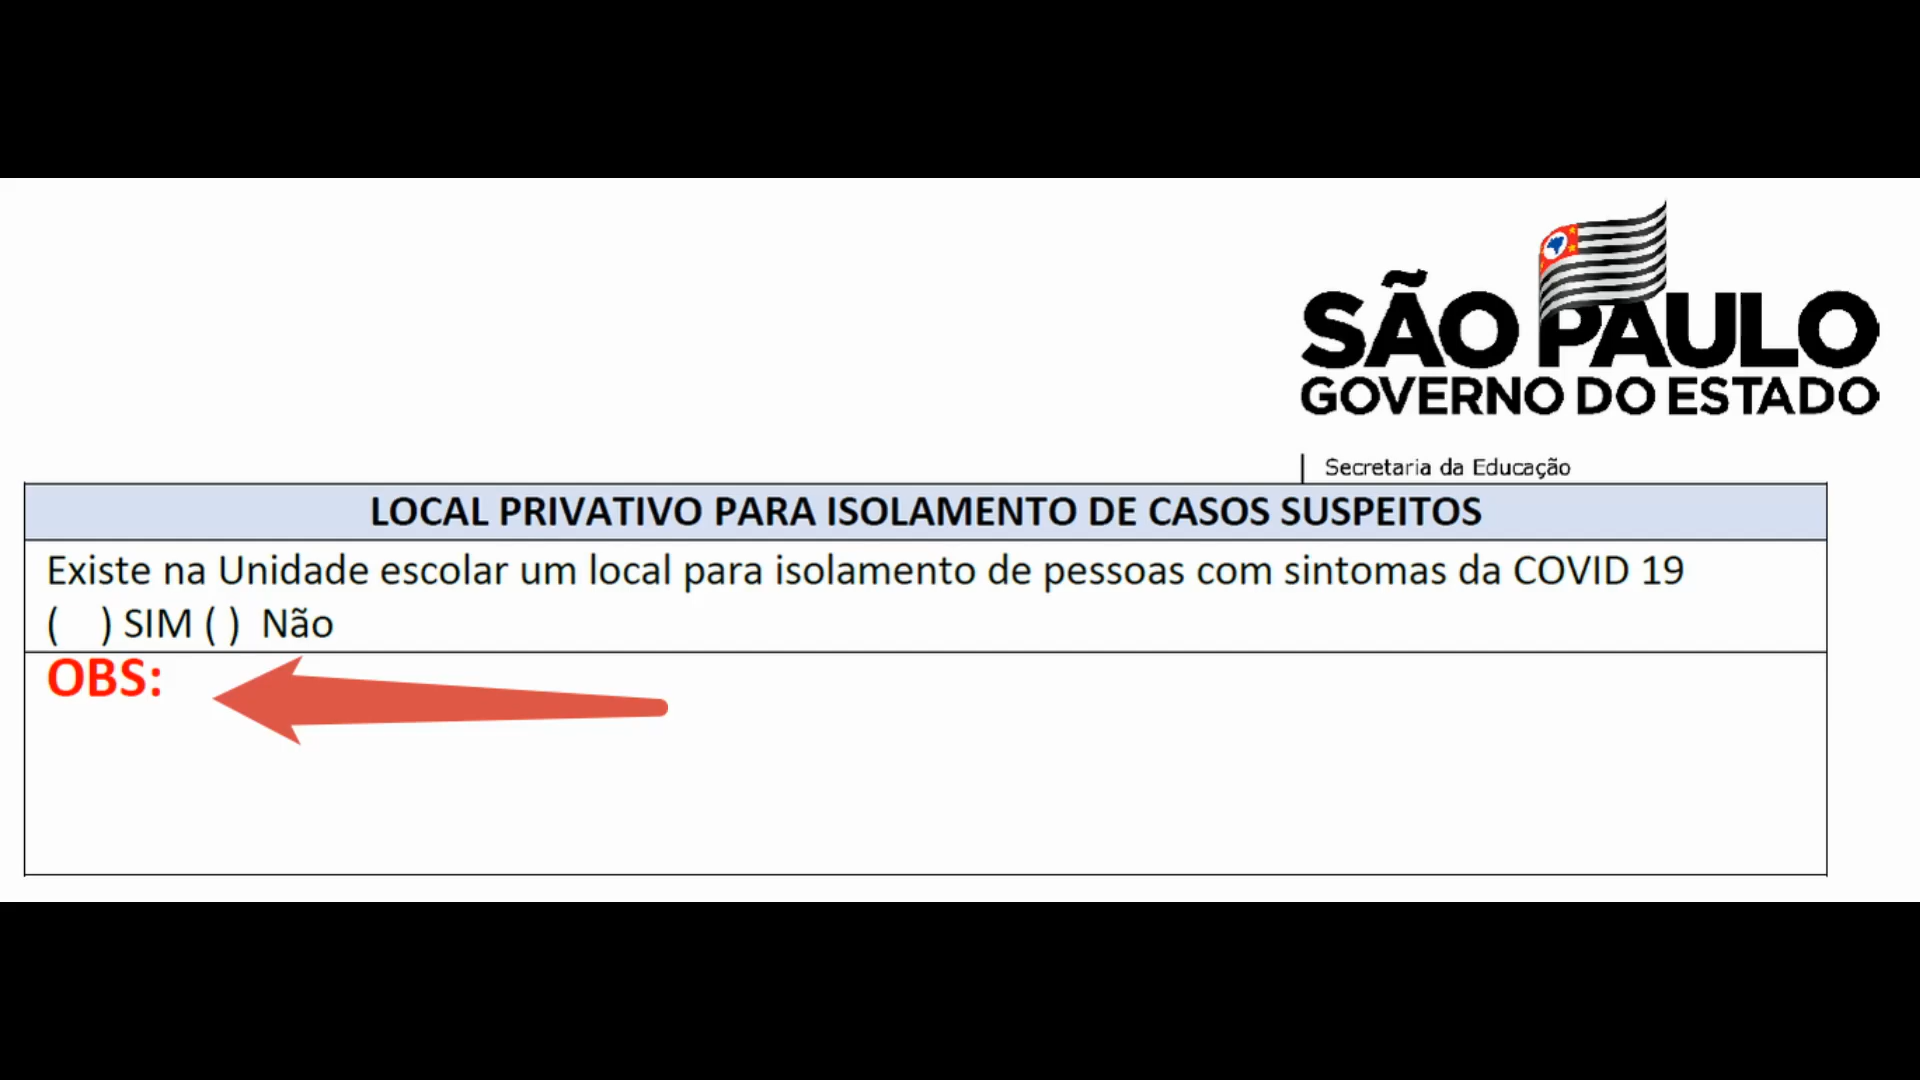 SÃO PAULO
GOVERNO DO ESTADO
Secretaria da Educação
LOCAL PRIVATIVO PARA ISOLAMENTO DE CASOS SUSPEITOS
Existe na Unidade escolar um local para isolamento de pessoas com sintomas da COVID 19
(    ) SIM ( )  Não
OBS: